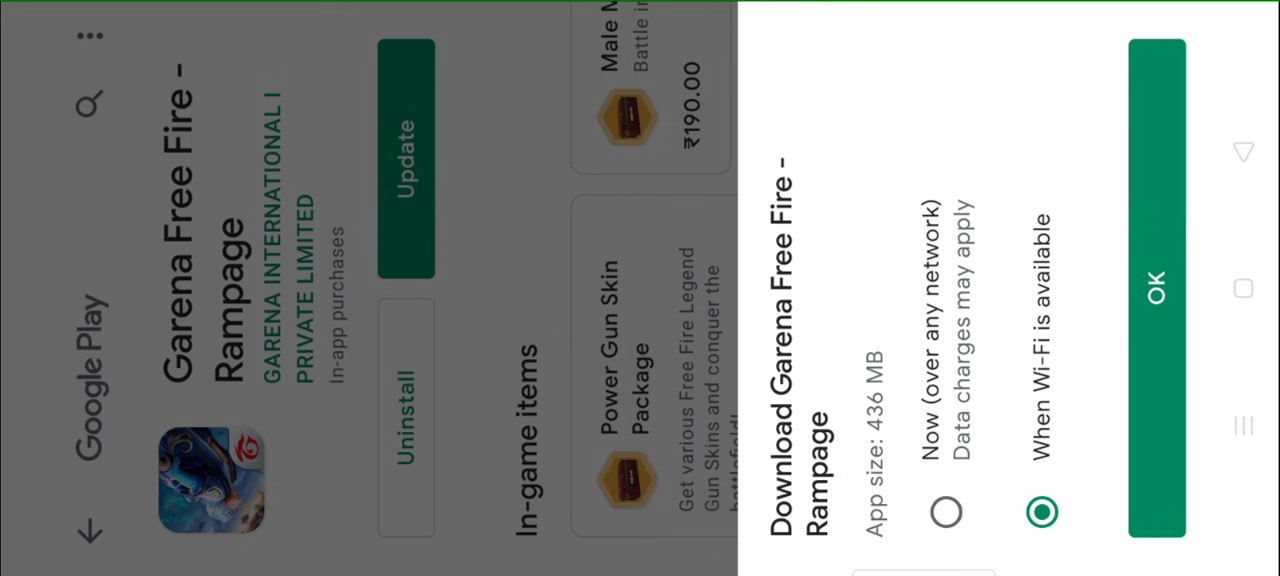 Google Play
Garena Free Fire -
Rampage
GARENA INTERNATIONAL I
PRIVATE LIMITED
In-app purchases
Uninstall
Update
In-game items
Power Gun Skin
Package
Get various Free Fire Legend
Gun Skins and conquer the
battlefield!
Male
Battle
₹190.00
Download Garena Free Fire -
Rampage
App size: 436 MB
Now (over any network)
Data charges may apply
When Wi-Fi is available
OK